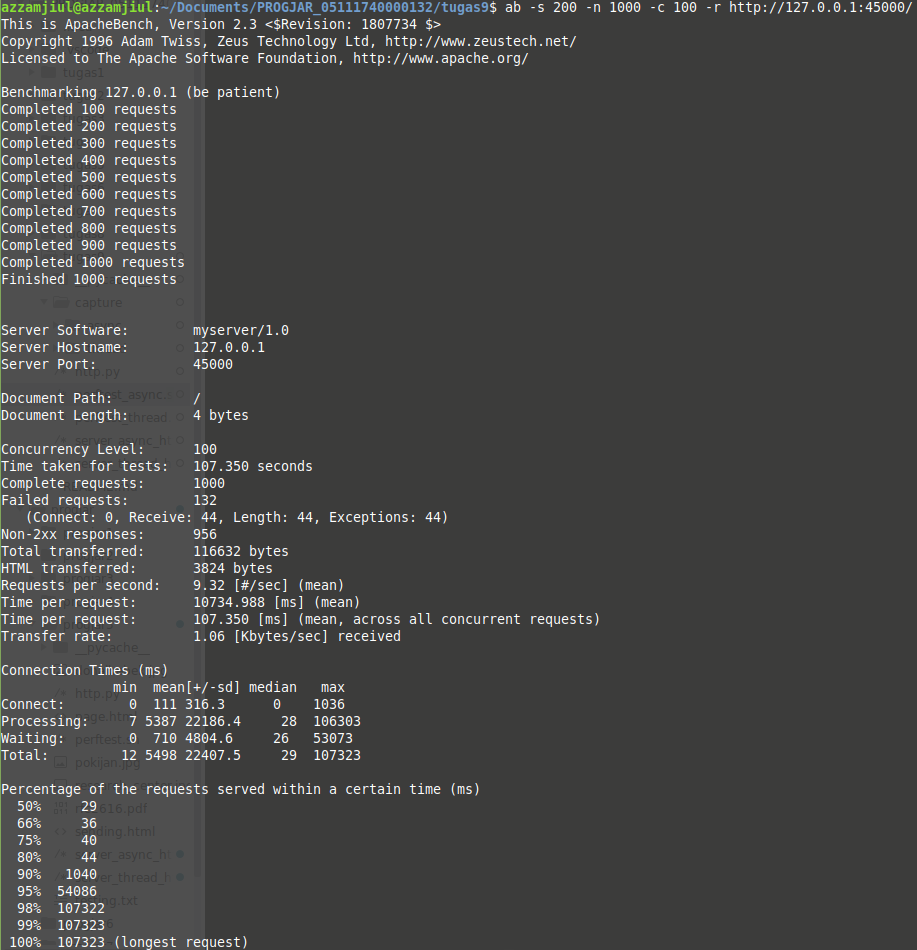 azzamjiul@azzamjiul:~/Documents/PROGJAR_05111740000132/tugas9$ ab -s 200 -n 1000 -c 100 -r http://127.0.0.1:45000/
This is ApacheBench, Version 2.3 <$Revision: 1807734 $>
Copyright 1996 Adam Twiss, Zeus Technology Ltd, http://www.zeustech.net/
Licensed to The Apache Software Foundation, http://www.apache.org/
tugas1
Benchmarking 127.0.0.1 (be patient)
Completed 100 requests
Completed 200 requests
Completed 300 requests
Completed 400 requests
Completed 500 requests
Completed 600 requests
Completed 700 requests
Completed 800 requests
Completed 900 requests
Completed 1000 requests
Finished 1000 requests
capture
Server Software:        myserver/1.0
Server Hostname:        127.0.0.1
Server Port:            45000
http.py
Document Path:          /
Document Length:        4 bytes
Concurrency Level:      100
Time taken for tests:   107.350 seconds
Complete requests:      1000
Failed requests:        132
   (Connect: 0, Receive: 44, Length: 44, Exceptions: 44)
Non-2xx responses:      956
Total transferred:      116632 bytes
HTML transferred:       3824 bytes
Requests per second:    9.32 [#/sec] (mean)
Time per request:       10734.988 [ms] (mean)
Time per request:       107.350 [ms] (mean, across all concurrent requests)
Transfer rate:          1.06 [Kbytes/sec] received
__pycache__
Connection Times (ms)
              min  mean[+/-sd] median   max
http.py
Connect:        0  111 316.3      0    1036
Processing:     7 5387 22186.4     28  106303
Waiting:        0  710 4804.6     26   53073
Total:         12 5498 22407.5     29  107323
pokijan.jpg
Percentage of the requests served within a certain time (ms)
  50%     29
  66%     36
  75%     40
  80%     44
  90%   1040
  95%  54086
  98%  107322
  99%  107323
 100%  107323 (longest request)